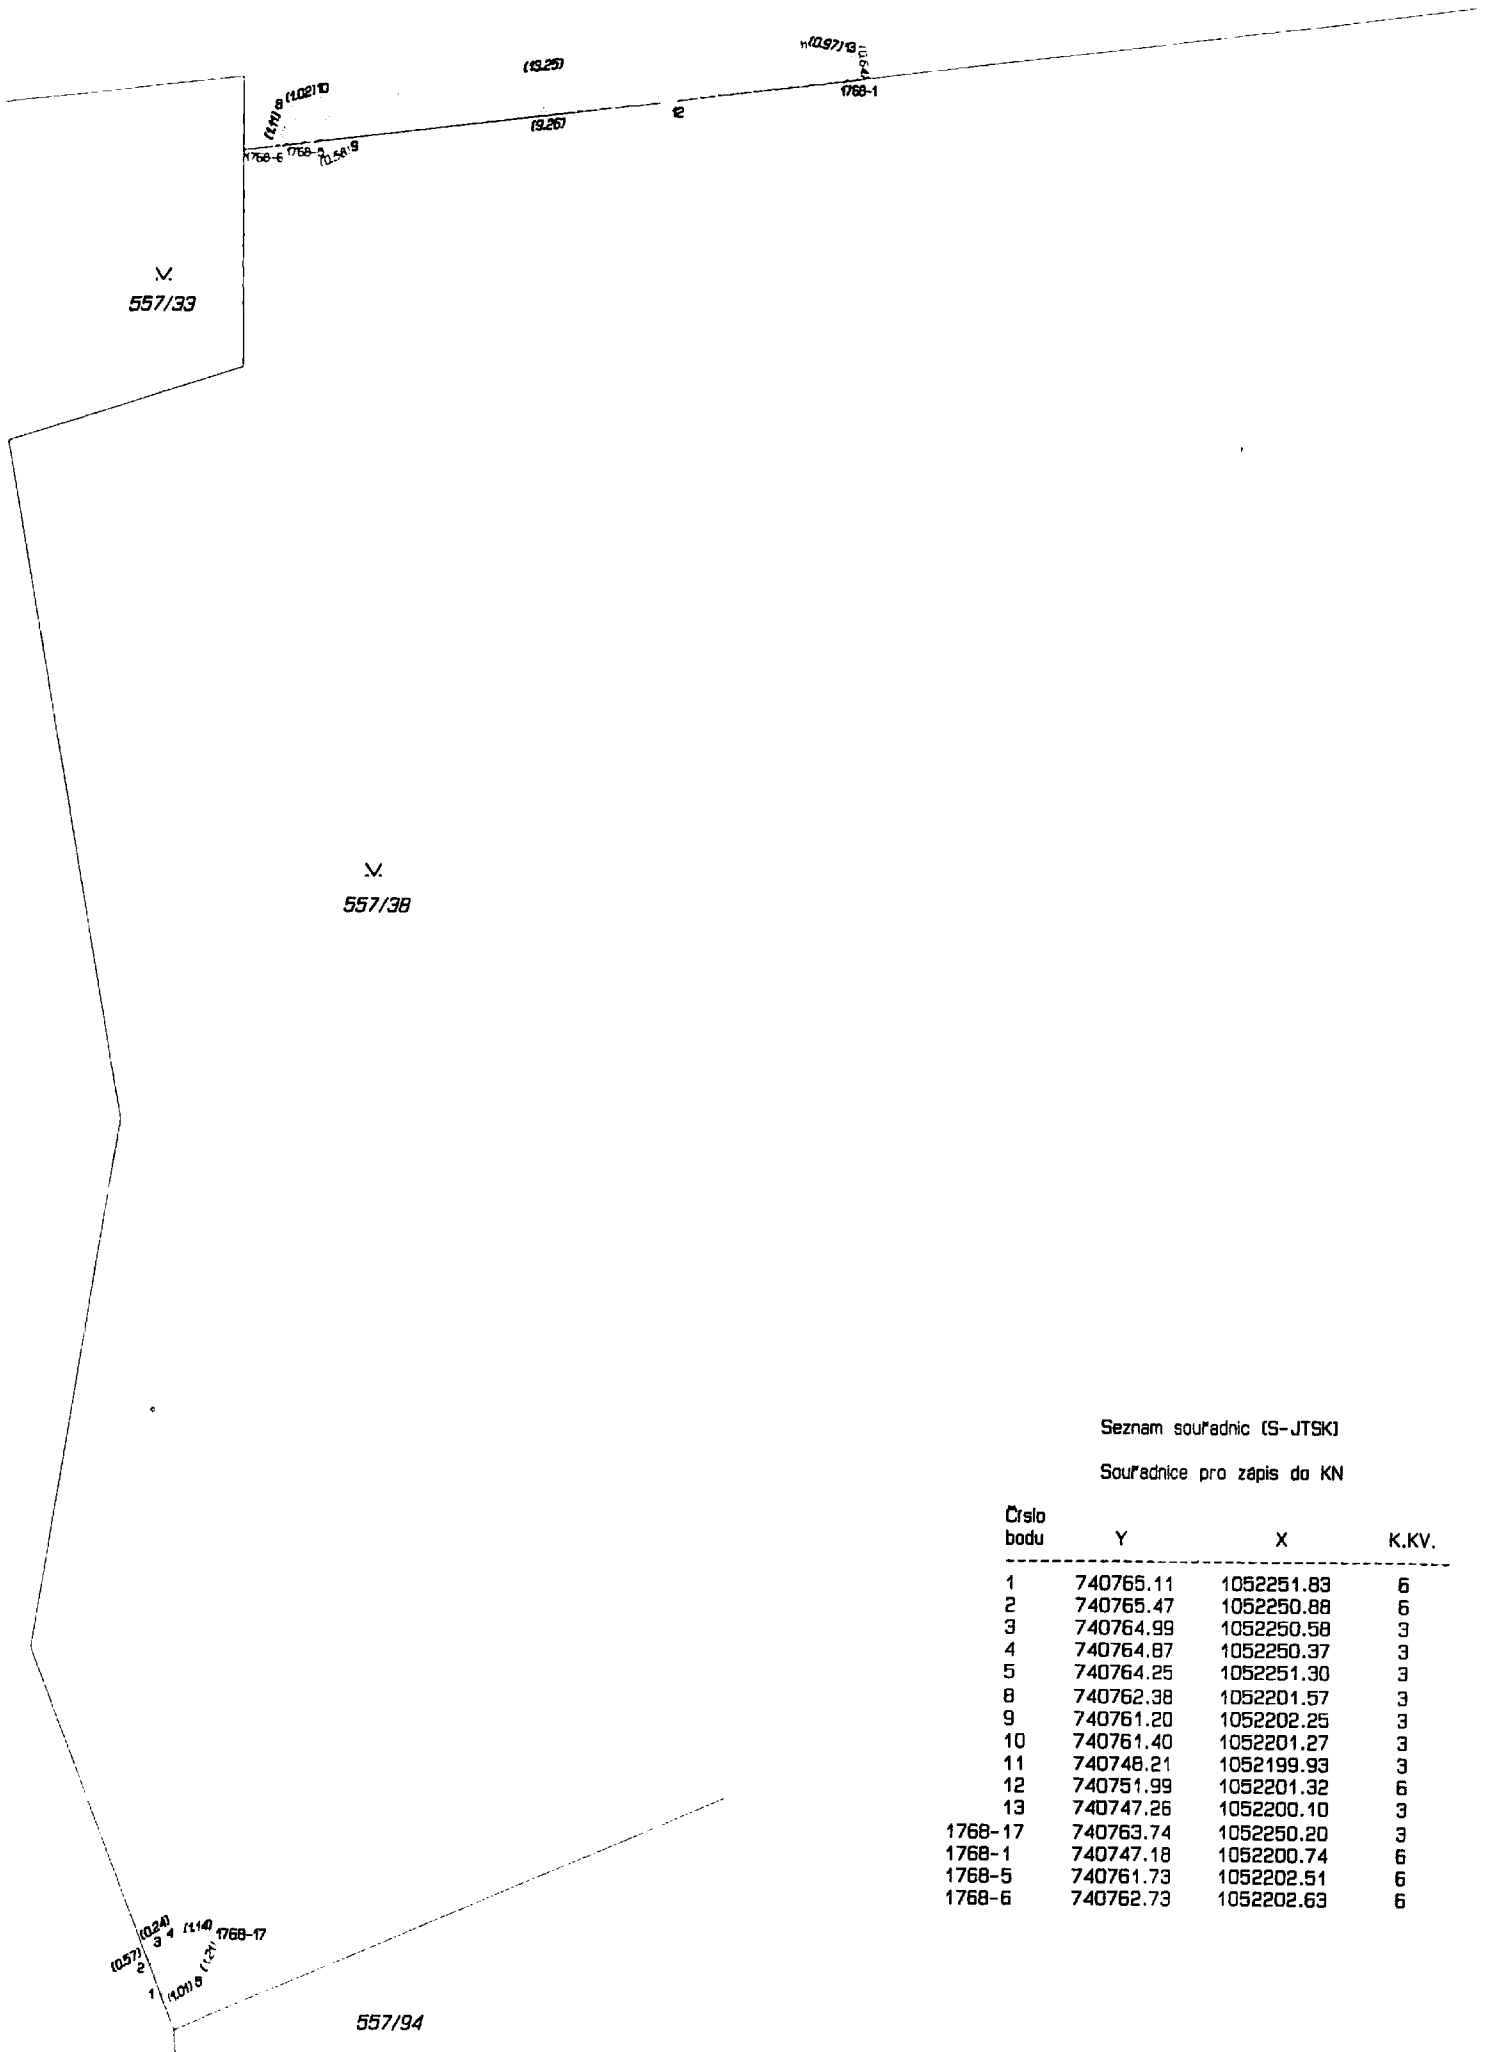 (13.25)
11(0.97)13
(0.64)
1768-1
8(1.02)10
(1.11)
(9.26)
12
1768-6 1768-5
(0.58) 9
557/33
557/38
Seznam souřadnic (S-JTSK)
Souřadnice pro zápis do KN
Číslo
bodu Y X K.KV.
1 740765.11 1052251.83 6
2 740765.47 1052250.88 6
3 740764.99 1052250.58 3
4 740764.87 1052250.37 3
5 740764.25 1052251.30 3
8 740762.38 1052201.57 3
9 740761.20 1052202.25 3
10 740761.40 1052201.27 3
11 740748.21 1052199.93 3
12 740751.99 1052201.32 6
13 740747.26 1052200.10 3
1768-17 740763.74 1052250.20 3
1768-1 740747.18 1052200.74 6
1768-5 740761.73 1052202.51 6
1768-6 740762.73 1052202.63 6
(0.24)
3 4 (1.14) 1768-17
(0.57)
2
(1.21)
1 (1.01) 5
557/94